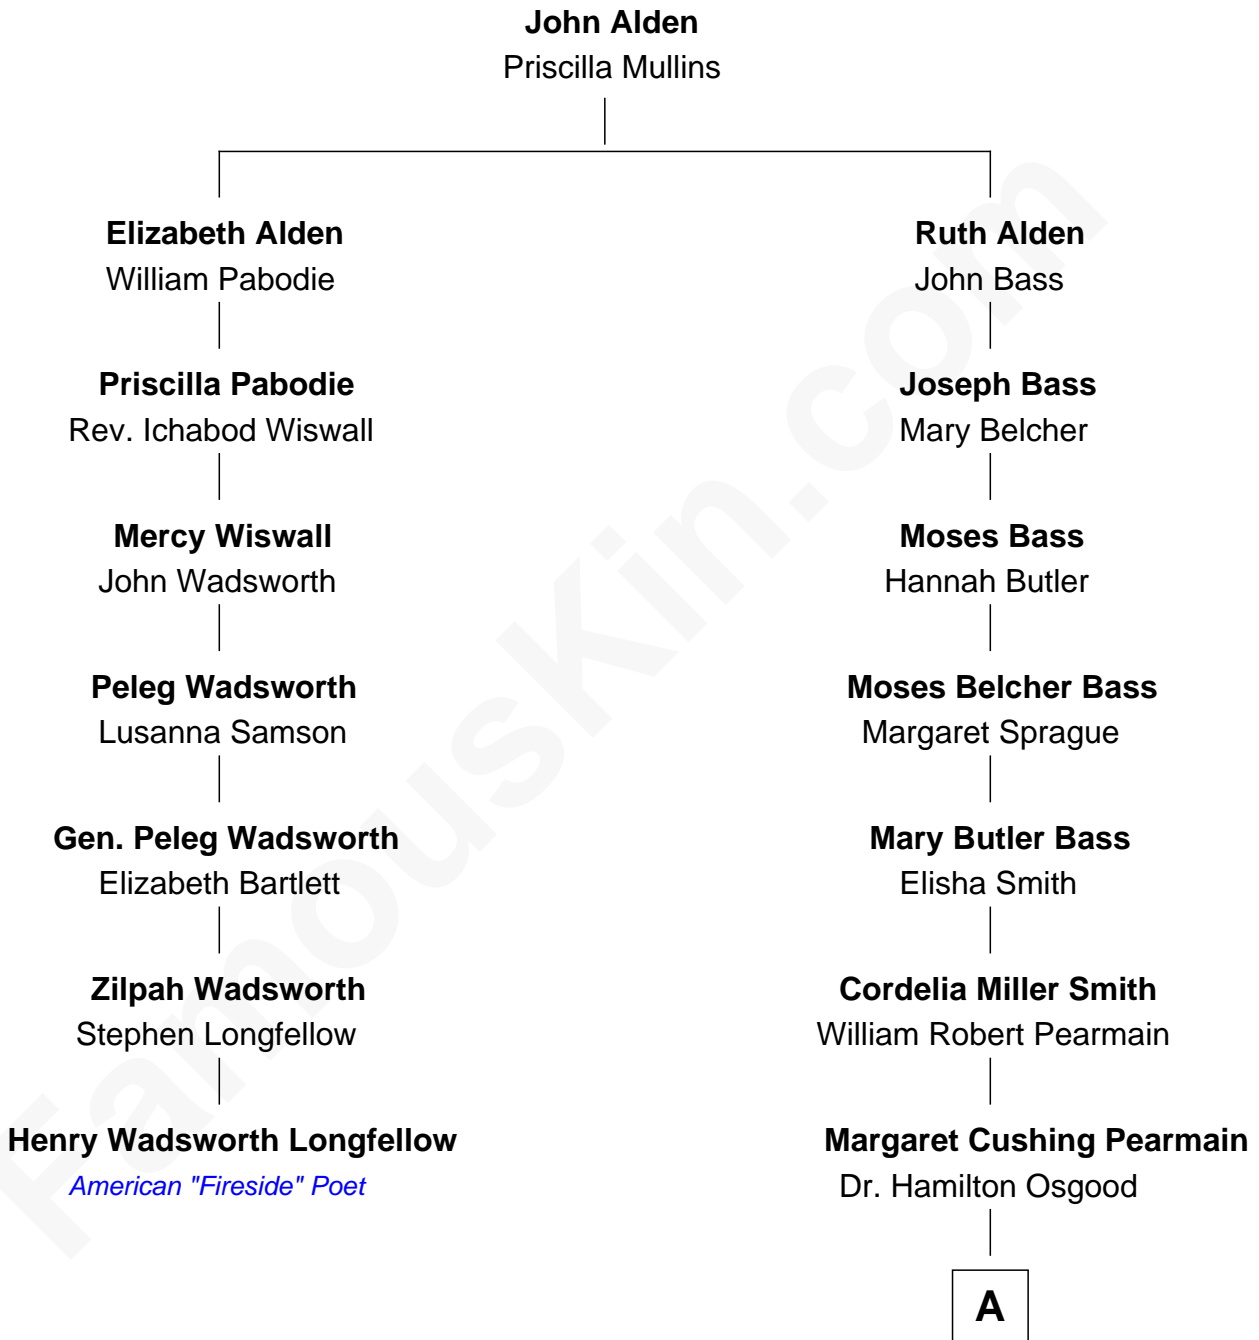 John Alden
Priscilla Mullins
Elizabeth Alden
William Pabodie
Ruth Alden
John Bass
Priscilla Pabodie
Rev. Ichabod Wiswall
Joseph Bass
Mary Belcher
Mercy Wiswall
John Wadsworth
Moses Bass
Hannah Butler
Peleg Wadsworth
Lusanna Samson
Moses Belcher Bass
Margaret Sprague
Gen. Peleg Wadsworth
Elizabeth Bartlett
Mary Butler Bass
Elisha Smith
Zilpah Wadsworth
Stephen Longfellow
Cordelia Miller Smith
William Robert Pearmain
Henry Wadsworth Longfellow
American "Fireside" Poet
Margaret Cushing Pearmain
Dr. Hamilton Osgood
A
FamousKin.com